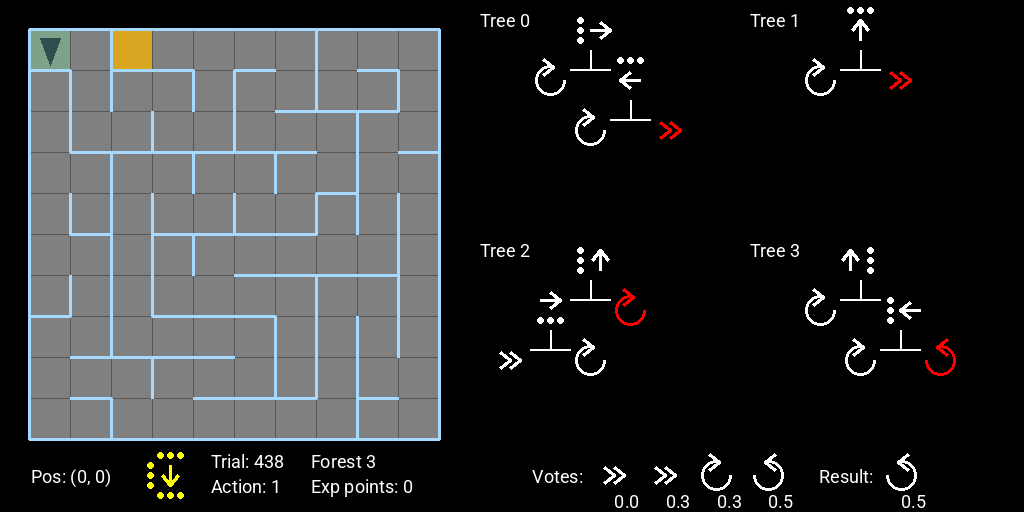 Tree 0
Tree 1
Tree 2
Tree 3
Pos: (0, 0)
Trial: 438
Forest 3
Action: 1
Exp points: 0
Votes:
0.0
0.3
0.3
0.5
Result:
0.5